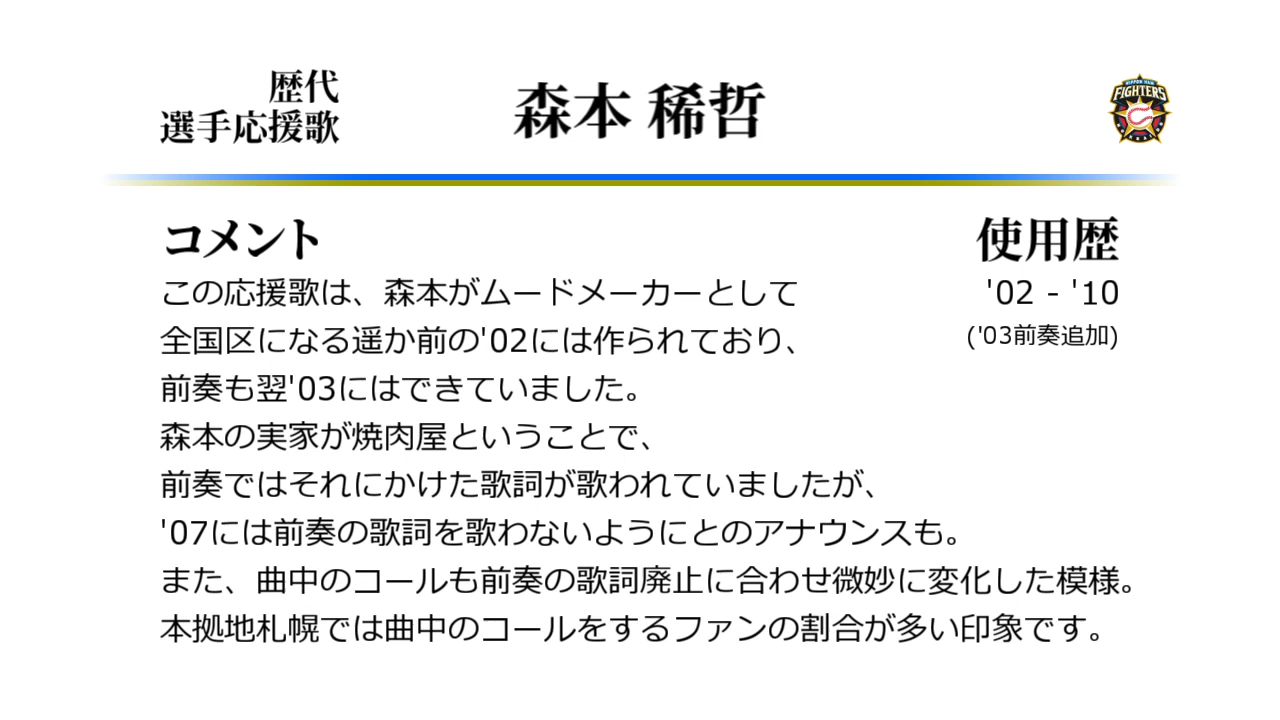 歴代
選手応援歌
森本 稀哲
NIPPON-HAM
FIGHTERS
コメント
使用歴
この応援歌は、森本がムードメーカーとして
'02 - '10
全国区になる遥か前の'02には作られており、
('03前奏追加)
前奏も翌'03にはできていました。
森本の実家が焼肉屋ということで、
前奏ではそれにかけた歌詞が歌われていましたが、
'07には前奏の歌詞を歌わないようにとのアナウンスも。
また、曲中のコールも前奏の歌詞廃止に合わせ微妙に変化した模様。
本拠地札幌では曲中のコールをするファンの割合が多い印象です。